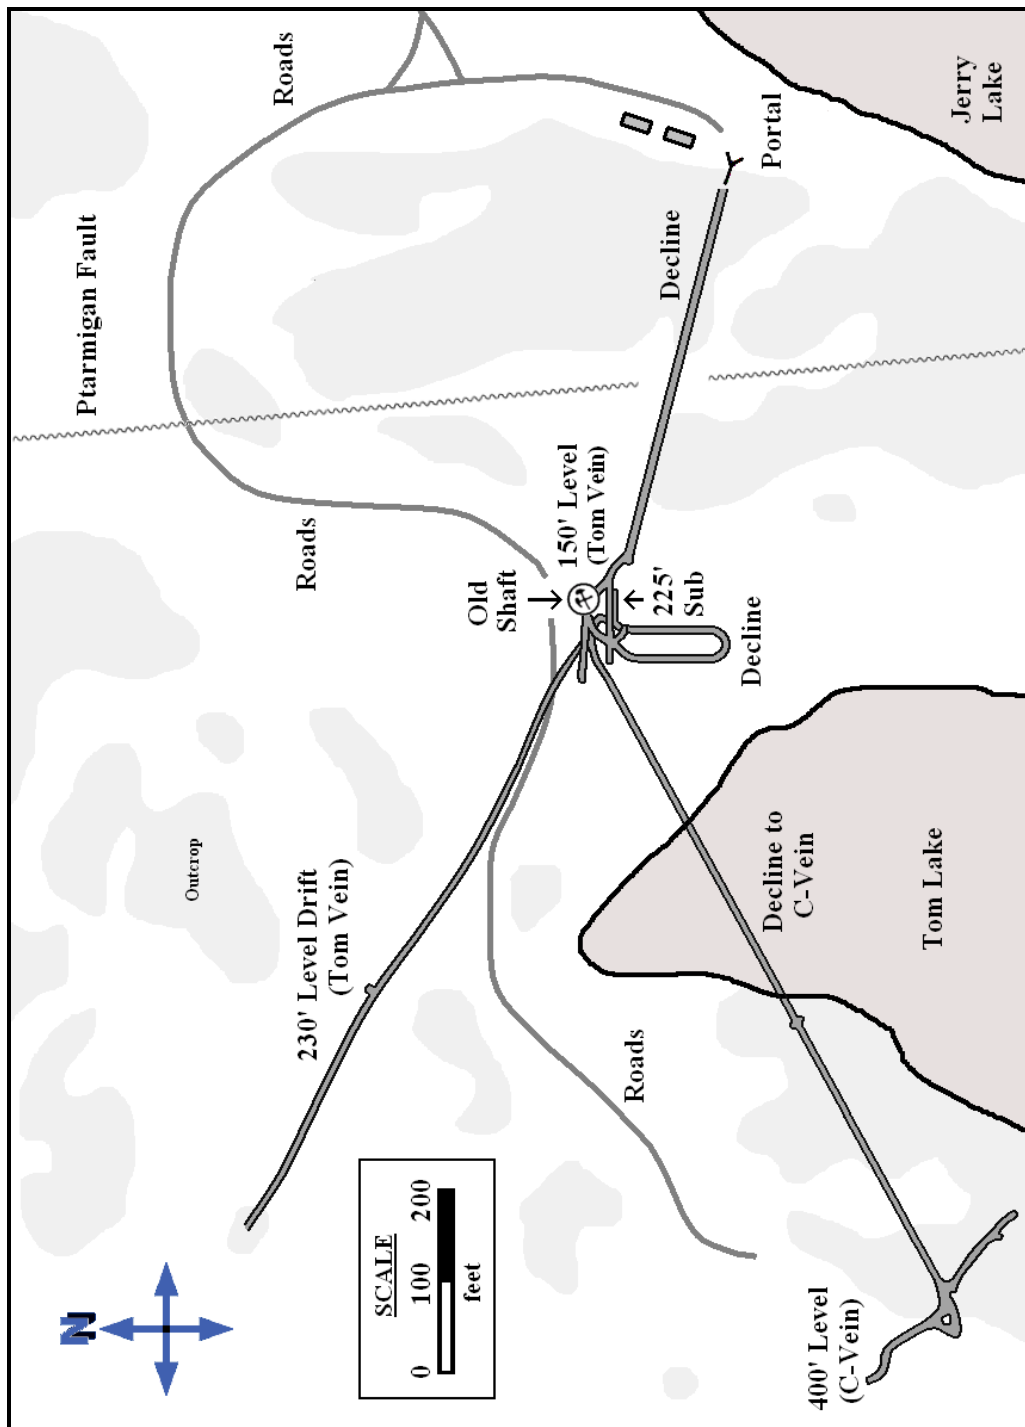 N
Ptarmigan Fault
Roads
Roads
Outcrop
230' Level Drift
(Tom Vein)
SCALE
0 100 200
feet
Old
Shaft
150' Level
(Tom Vein)
225'
Sub
Decline
Decline
Portal
Jerry
Lake
Roads
Decline to
C-Vein
Tom Lake
400' Level
(C-Vein)